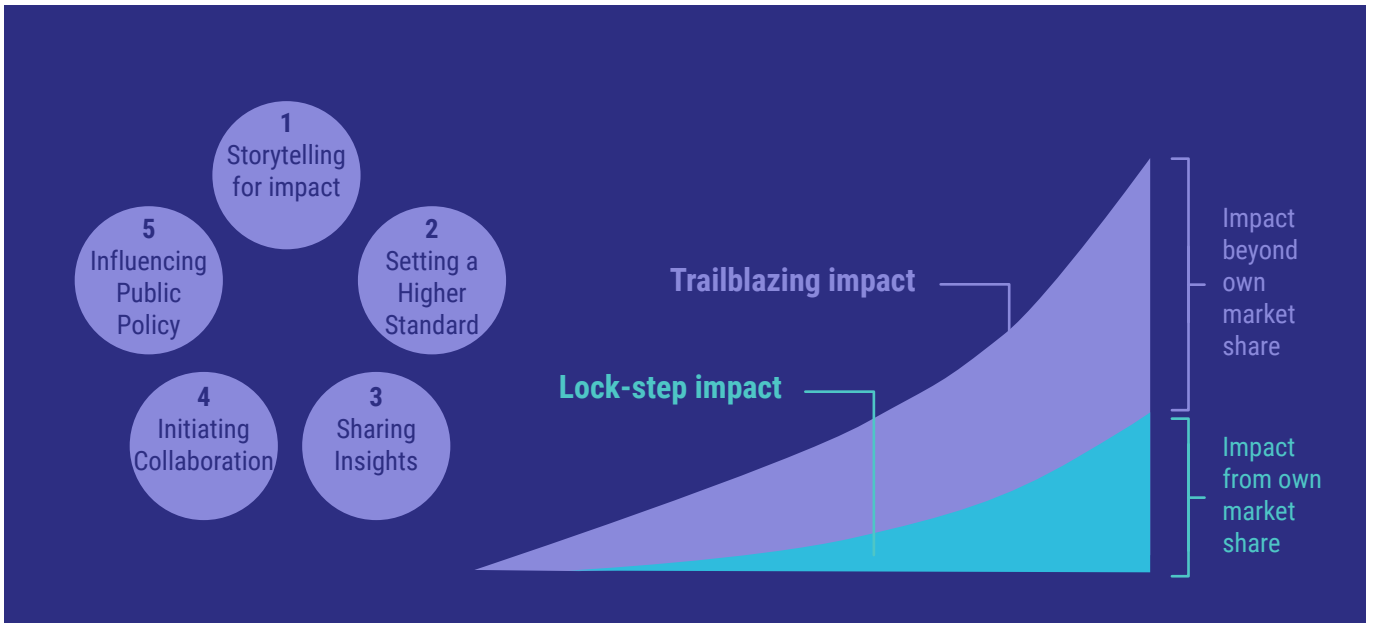 1
Storytelling
for impact
2
Setting a
Higher
Standard
3
Sharing
Insights
4
Initiating
Collaboration
5
Influencing
Public
Policy
Trailblazing impact
Lock-step impact
Impact
beyond
own
market
share
Impact
from own
market
share